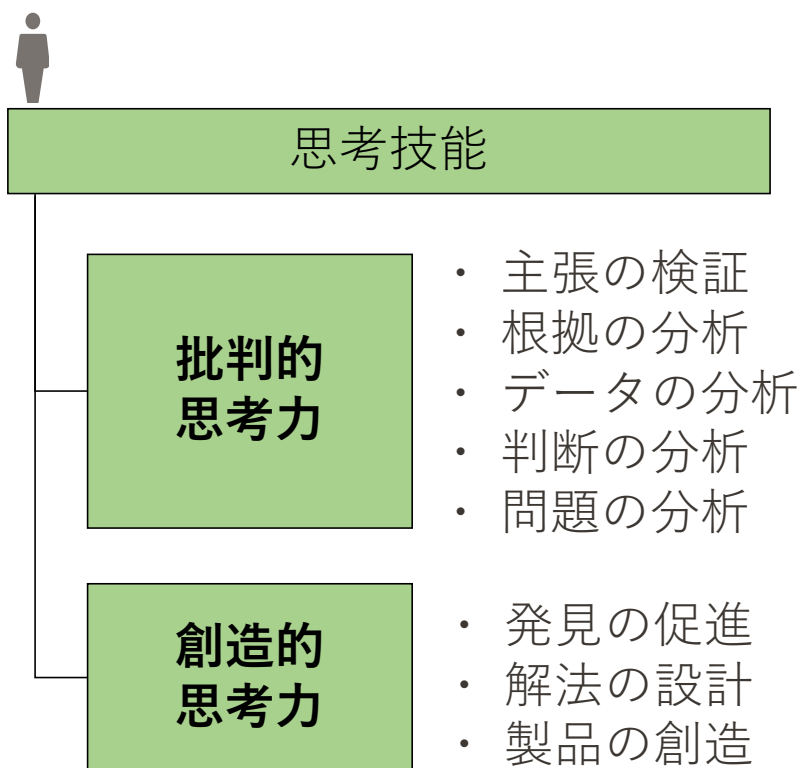 思考技能
批判的
思考力
・ 主張の検証
・ 根拠の分析
・ データの分析
・ 判断の分析
・ 問題の分析
創造的
思考力
・ 発見の促進
・ 解法の設計
・ 製品の創造